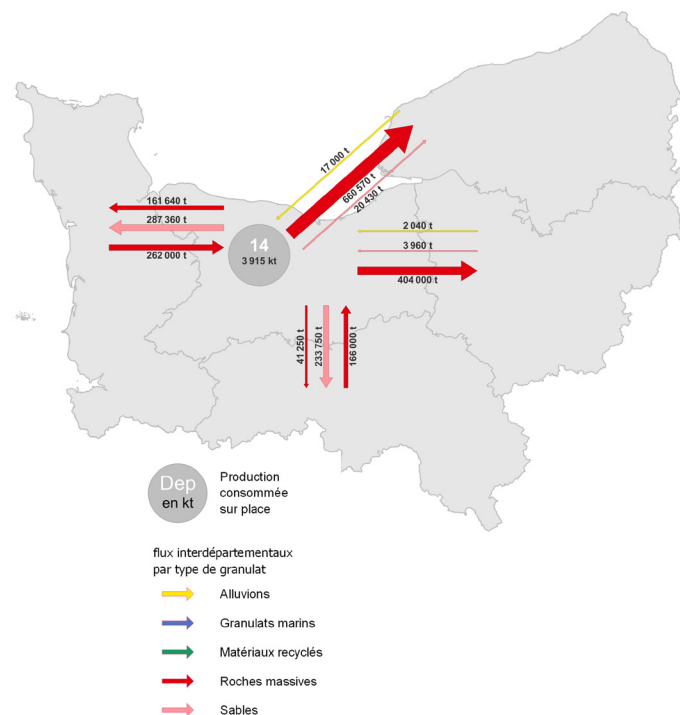 17 000 t
660 570 t
20 430 t
161 640 t
287 360 t
262 000 t
14
3 915 kt
2 040 t
3 960 t
404 000 t
41 250 t
233 750 t
166 000 t
Dep
en kt
Production
consommée
sur place
flux interdépartementaux
par type de granulat
Alluvions
Granulats marins
Matériaux recyclés
Roches massives
Sables